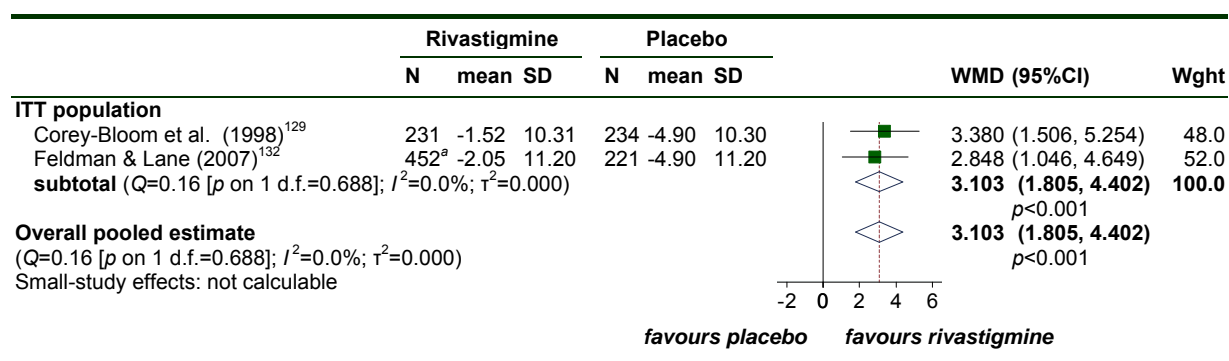 Rivastigmine Placebo
N mean SD N mean SD WMD (95%CI) Wght
ITT population
Corey-Bloom et al. (1998)129 231 -1.52 10.31 234 -4.90 10.30 3.380 (1.506, 5.254) 48.0
Feldman & Lane (2007)132 452a -2.05 11.20 221 -4.90 11.20 2.848 (1.046, 4.649) 52.0
subtotal (Q=0.16 [p on 1 d.f.=0.688]; I2=0.0%; τ2=0.000) 3.103 (1.805, 4.402) 100.0
p<0.001
Overall pooled estimate 3.103 (1.805, 4.402)
(Q=0.16 [p on 1 d.f.=0.688]; I2=0.0%; τ2=0.000) p<0.001
Small-study effects: not calculable
-2 0 2 4 6
favours placebo favours rivastigmine